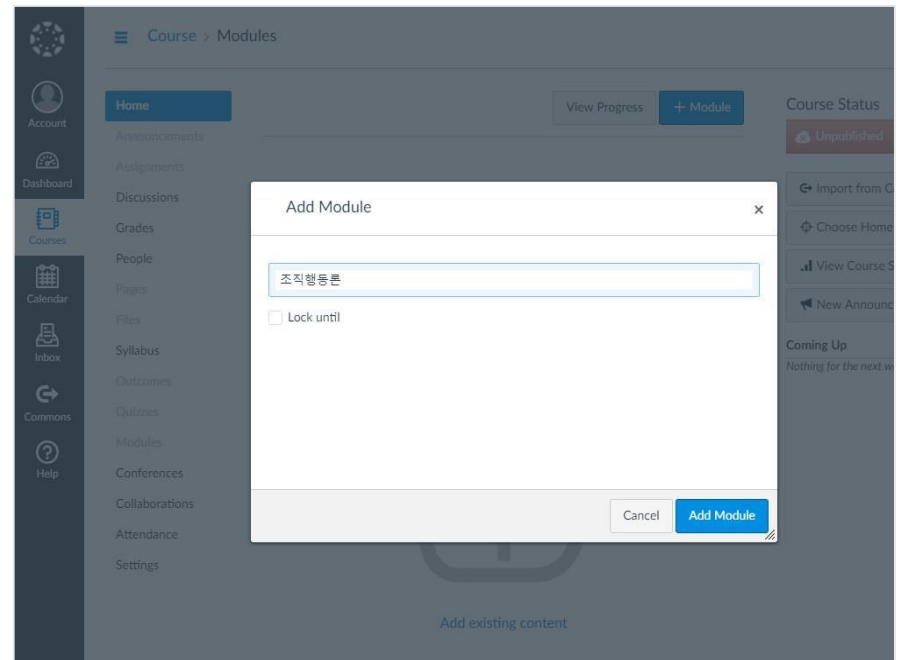 Course > Modules
Account
Dashboard
Courses
Calendar
Inbox
Commons
Help
Home
Announcements
Assignments
Discussions
Grades
People
Pages
Files
Syllabus
Outcomes
Quizzes
Modules
Conferences
Collaborations
Attendance
Settings
View Progress
+ Module
Add Module
×
조직행동론
Lock until
Cancel
Add Module
Add existing content
Course Status
Unpublished
Import from C
Choose Home
View Course S
New Announc
Coming Up
Nothing for the next w